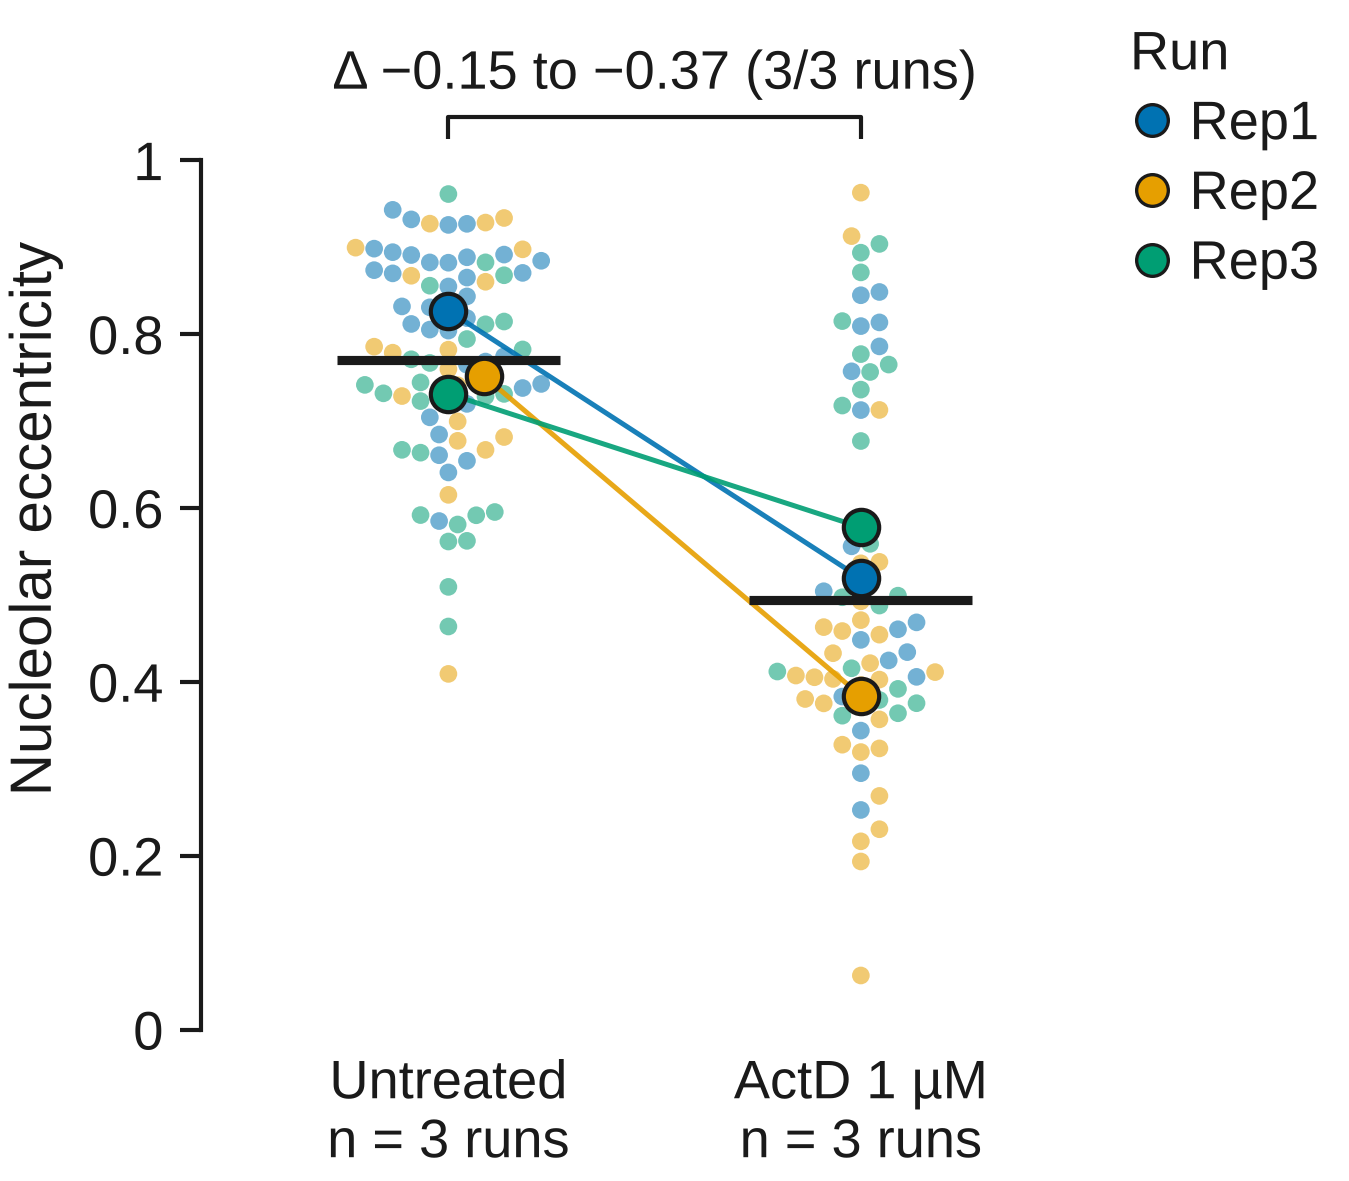 Δ −0.15 to −0.37 (3/3 runs)
Run
Rep1
Rep2
Rep3
Nucleolar eccentricity
1
0.8
0.6
0.4
0.2
0
Untreated
n = 3 runs
ActD 1 µM
n = 3 runs